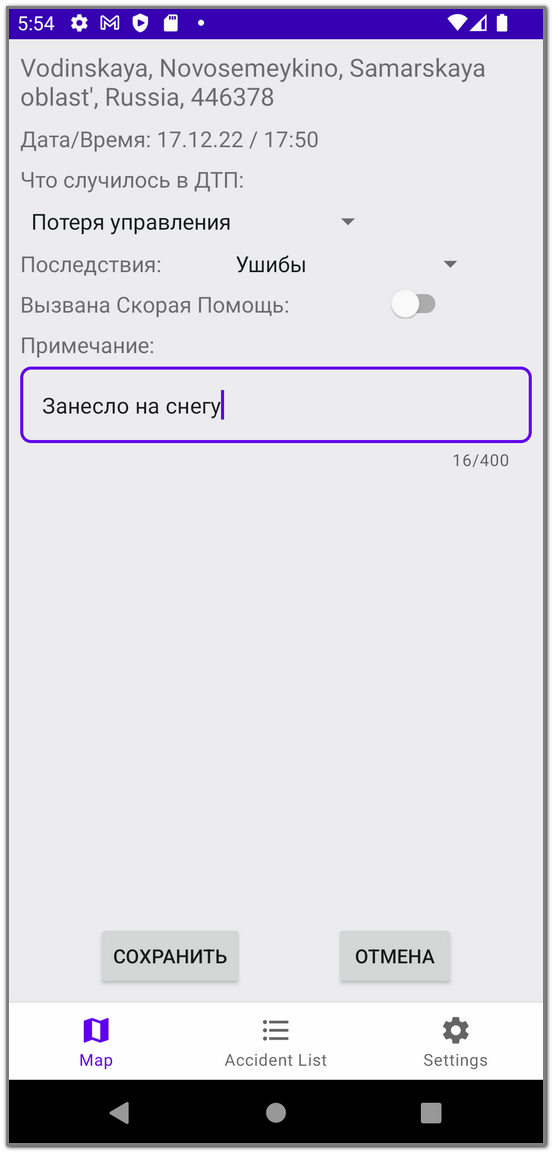 5:54
Vodinskaya, Novosemeykino, Samarskaya
oblast', Russia, 446378
Дата/Время: 17.12.22 / 17:50
Что случилось в ДТП:
Потеря управления
Последствия: Ушибы
Вызвана Скорая Помощь:
Примечание:
Занесло на снегу
16/400
СОХРАНИТЬ ОТМЕНА
Map Accident List Settings